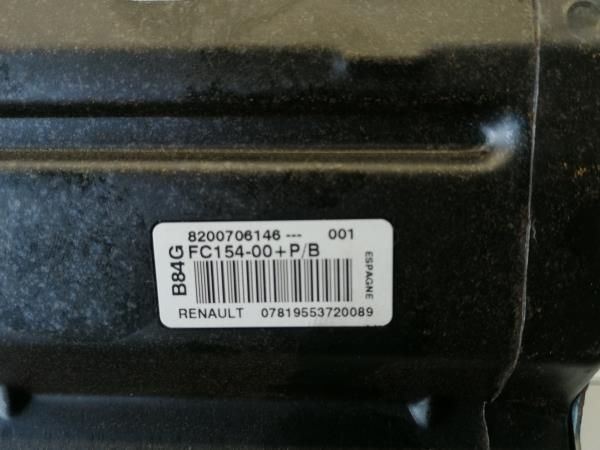 8200706146 --- 001
B84G
FC154-00+P/B
ESPAGNE
RENAULT 07819553720089